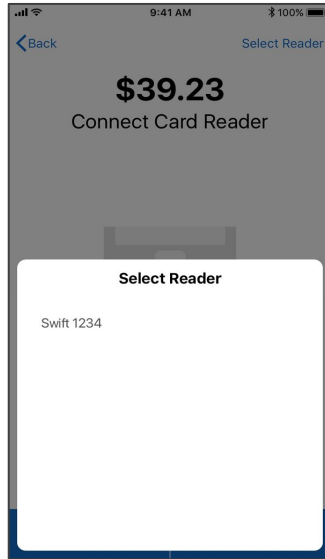 9:41 AM 100%
Back Select Reader
$39.23
Connect Card Reader
Select Reader
Swift 1234